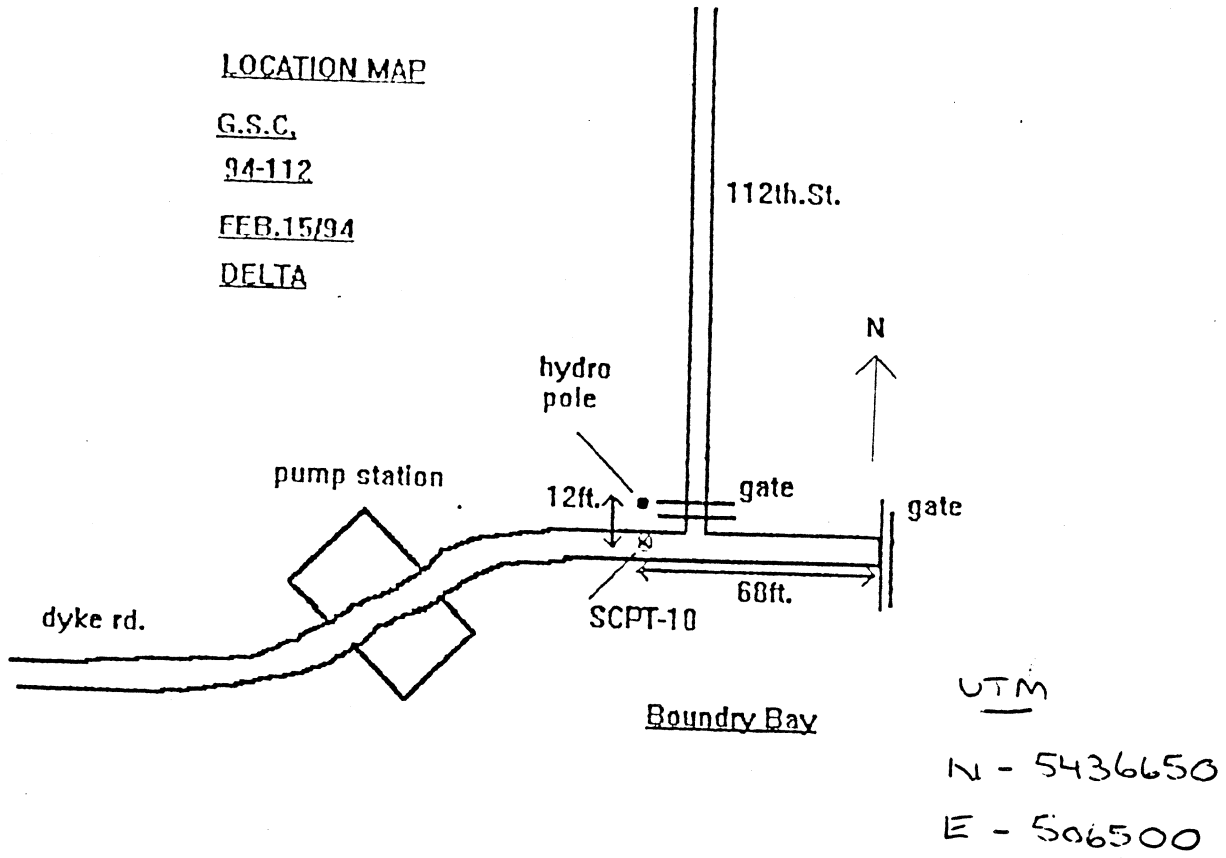 LOCATION MAP
G.S.C.
94-112
FEB.15/94
DELTA
112th.St.
N
hydro
pole
pump station
12ft.
gate
gate
68ft.
SCPT-10
dyke rd.
Boundry Bay
UTM
N - 5436650
E - 506500